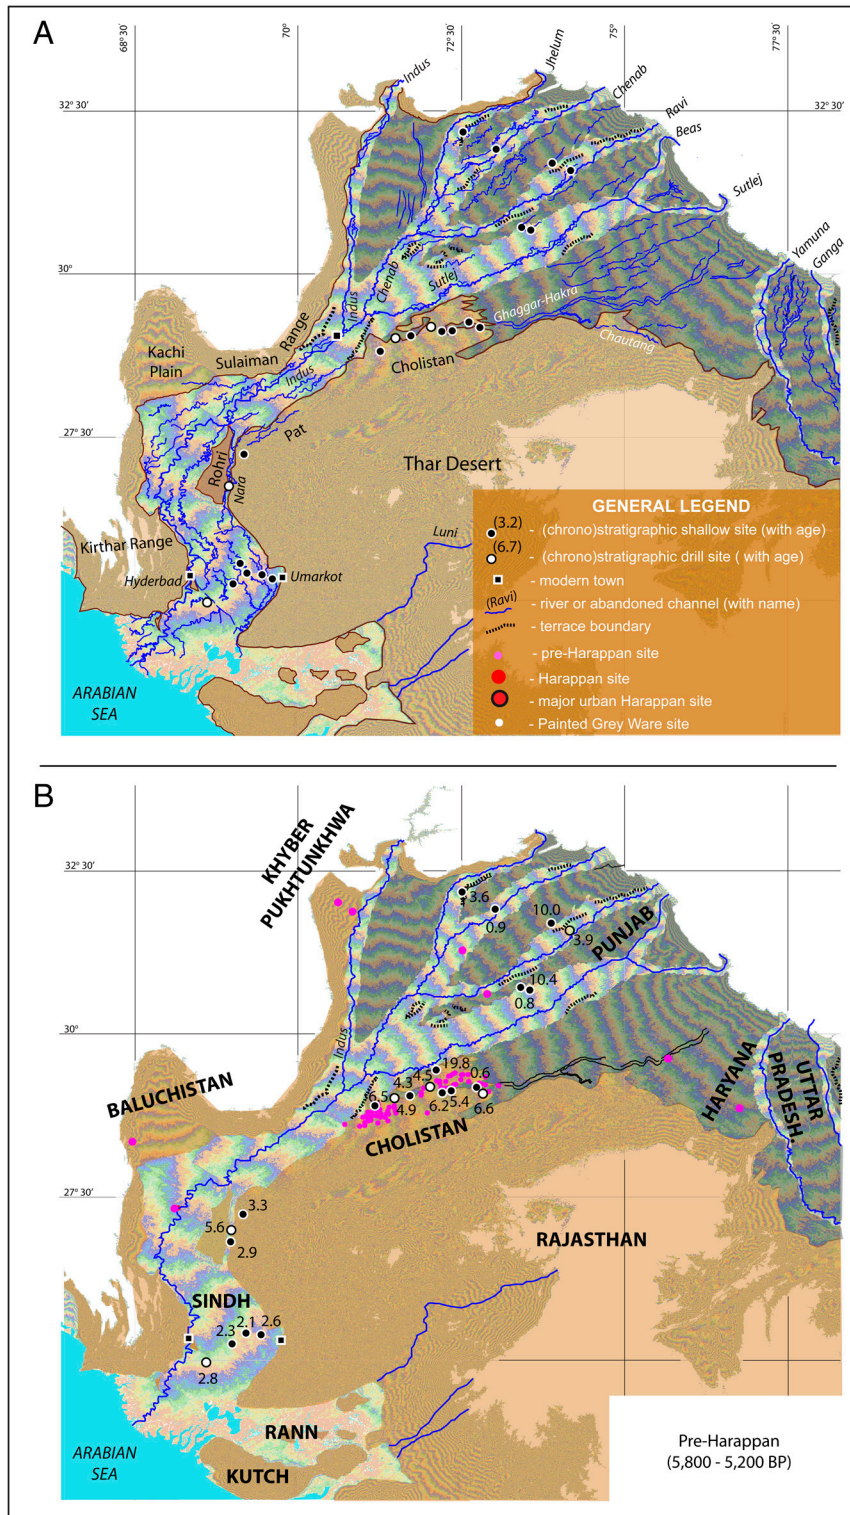 A
68° 30'
70°
72° 30'
75°
77° 30'
32° 30'
32° 30'
Indus
Jhelum
Chenab
Ravi
Beas
Sutlej
Yamuna
Ganga
30°
Chenab
Sutlej
Indus
Ghaggar-Hakra
Chautang
Kachi
Plain
Sulaiman
Range
Indus
Cholistan
27° 30'
Pat
Rohri
Nara
Thar Desert
Kirthar Range
Hyderbad
Umarkot
Luni
ARABIAN
SEA
GENERAL LEGEND
(3.2)
- (chrono)stratigraphic shallow site (with age)
(6.7)
- (chrono)stratigraphic drill site ( with age)
- modern town
(Ravi)
- river or abandoned channel (with name)
- terrace boundary
- pre-Harappan site
- Harappan site
- major urban Harappan site
- Painted Grey Ware site
B
KHYBER
PUKHTUNKHWA
32° 30'
3.6
0.9
10.0
3.9
PUNJAB
10.4
0.8
30°
Indus
BALUCHISTAN
19.8
4.5
4.3
0.6
6.5
4.9
6.2
5.4
6.6
CHOLISTAN
HARYANA
UTTAR
PRADESH.
27° 30'
3.3
5.6
2.9
RAJASTHAN
SINDH
2.1
2.6
2.3
2.8
RANN
KUTCH
ARABIAN
SEA
Pre-Harappan
(5,800 - 5,200 BP)